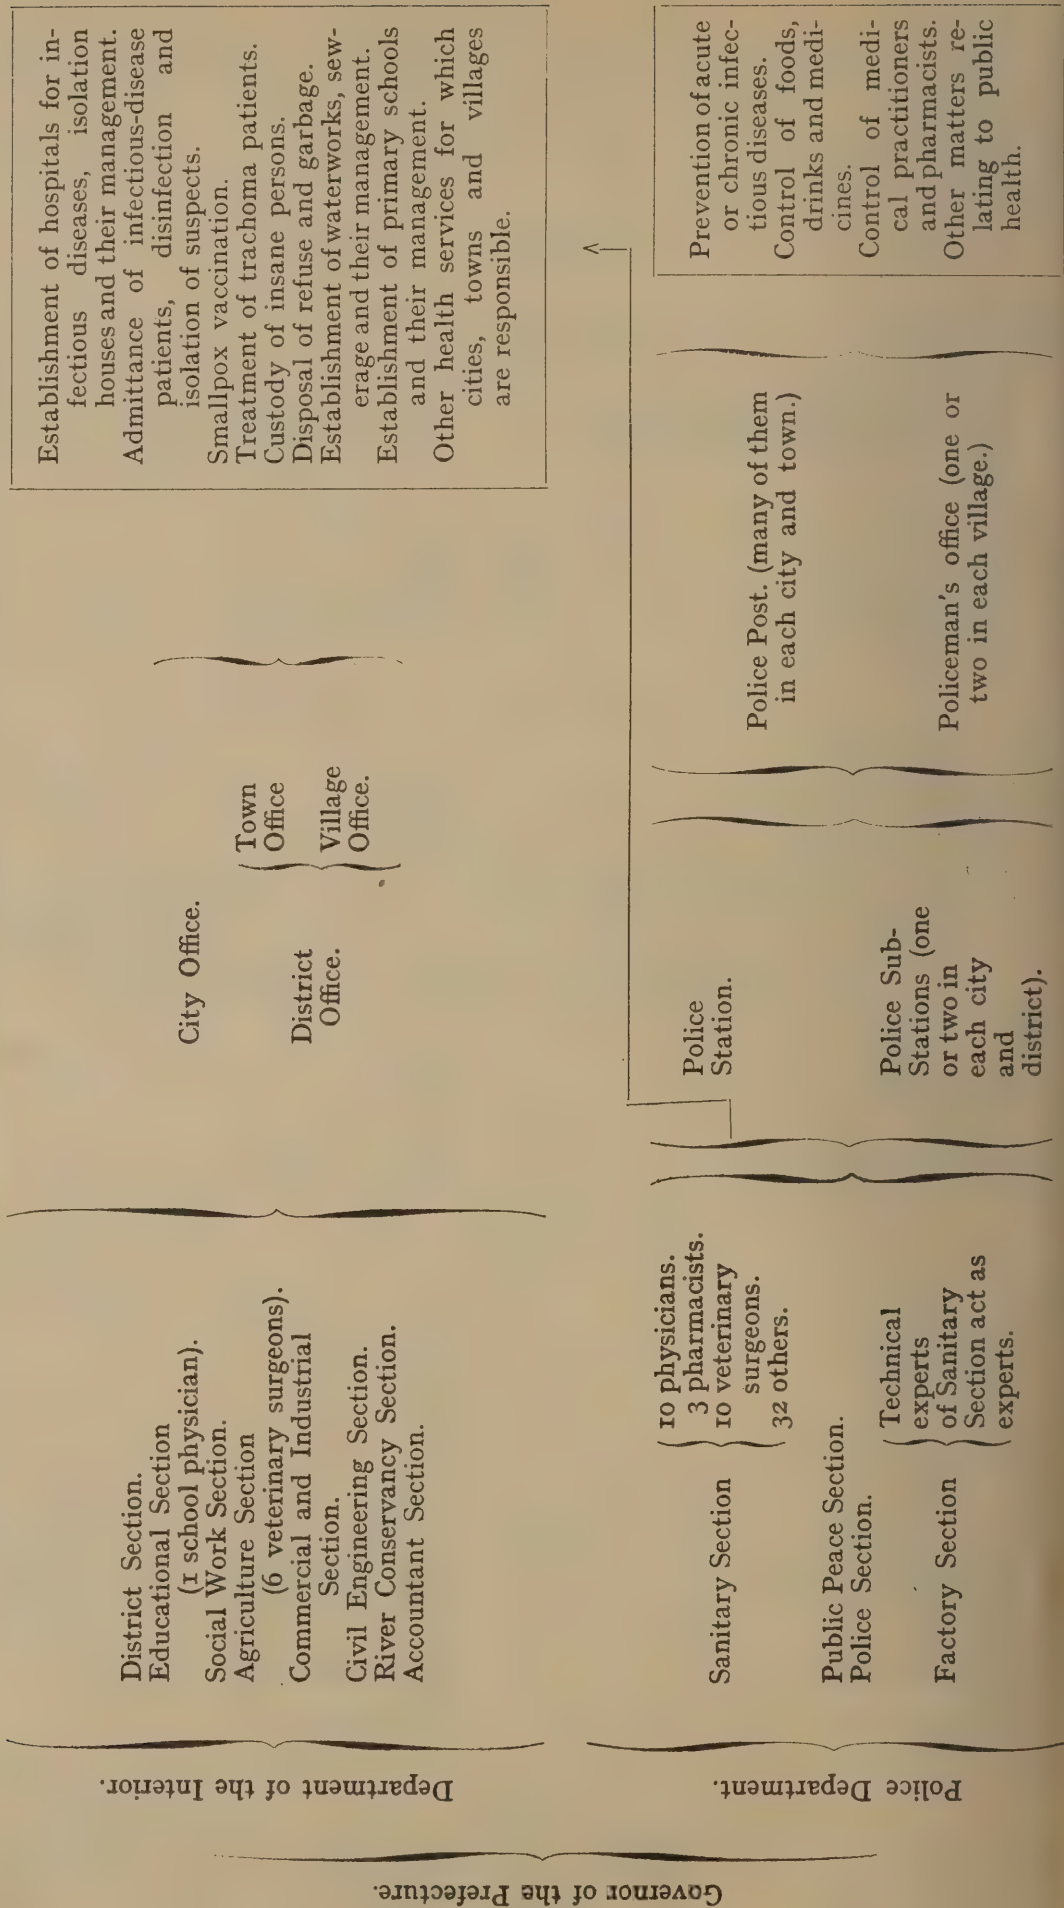 Governor of the Prefecture.
Department of the Interior.
District Section.
Educational Section
(1 school physician).
Social Work Section.
Agriculture Section
(6 veterinary surgeons).
Commercial and Industrial
Section.
Civil Engineering Section.
River Conservancy Section.
Accountant Section.
City Office.
District
Office.
Town
Office
Village
Office.
Establishment of hospitals for in-
fectious diseases, isolation
houses and their management.
Admittance of infectious-disease
patients, disinfection and
isolation of suspects.
Smallpox vaccination.
Treatment of trachoma patients.
Custody of insane persons.
Disposal of refuse and garbage.
Establishment of waterworks, sew-
erage and their management.
Establishment of primary schools
and their management.
Other health services for which
cities, towns and villages
are responsible.
Police Department.
Sanitary Section
10 physicians.
3 pharmacists.
10 veterinary
surgeons.
32 others.
Public Peace Section.
Police Section.
Factory Section
Technical
experts
of Sanitary
Section act as
experts.
Police
Station.
Police Sub-
Stations (one
or two in
each city
and
district).
Police Post. (many of them
in each city and town.)
Policeman's office (one or
two in each village.)
Prevention of acute
or chronic infec-
tious diseases.
Control of foods,
drinks and medi-
cines.
Control of medi-
cal practitioners
and pharmacists.
Other matters re-
lating to public
health.